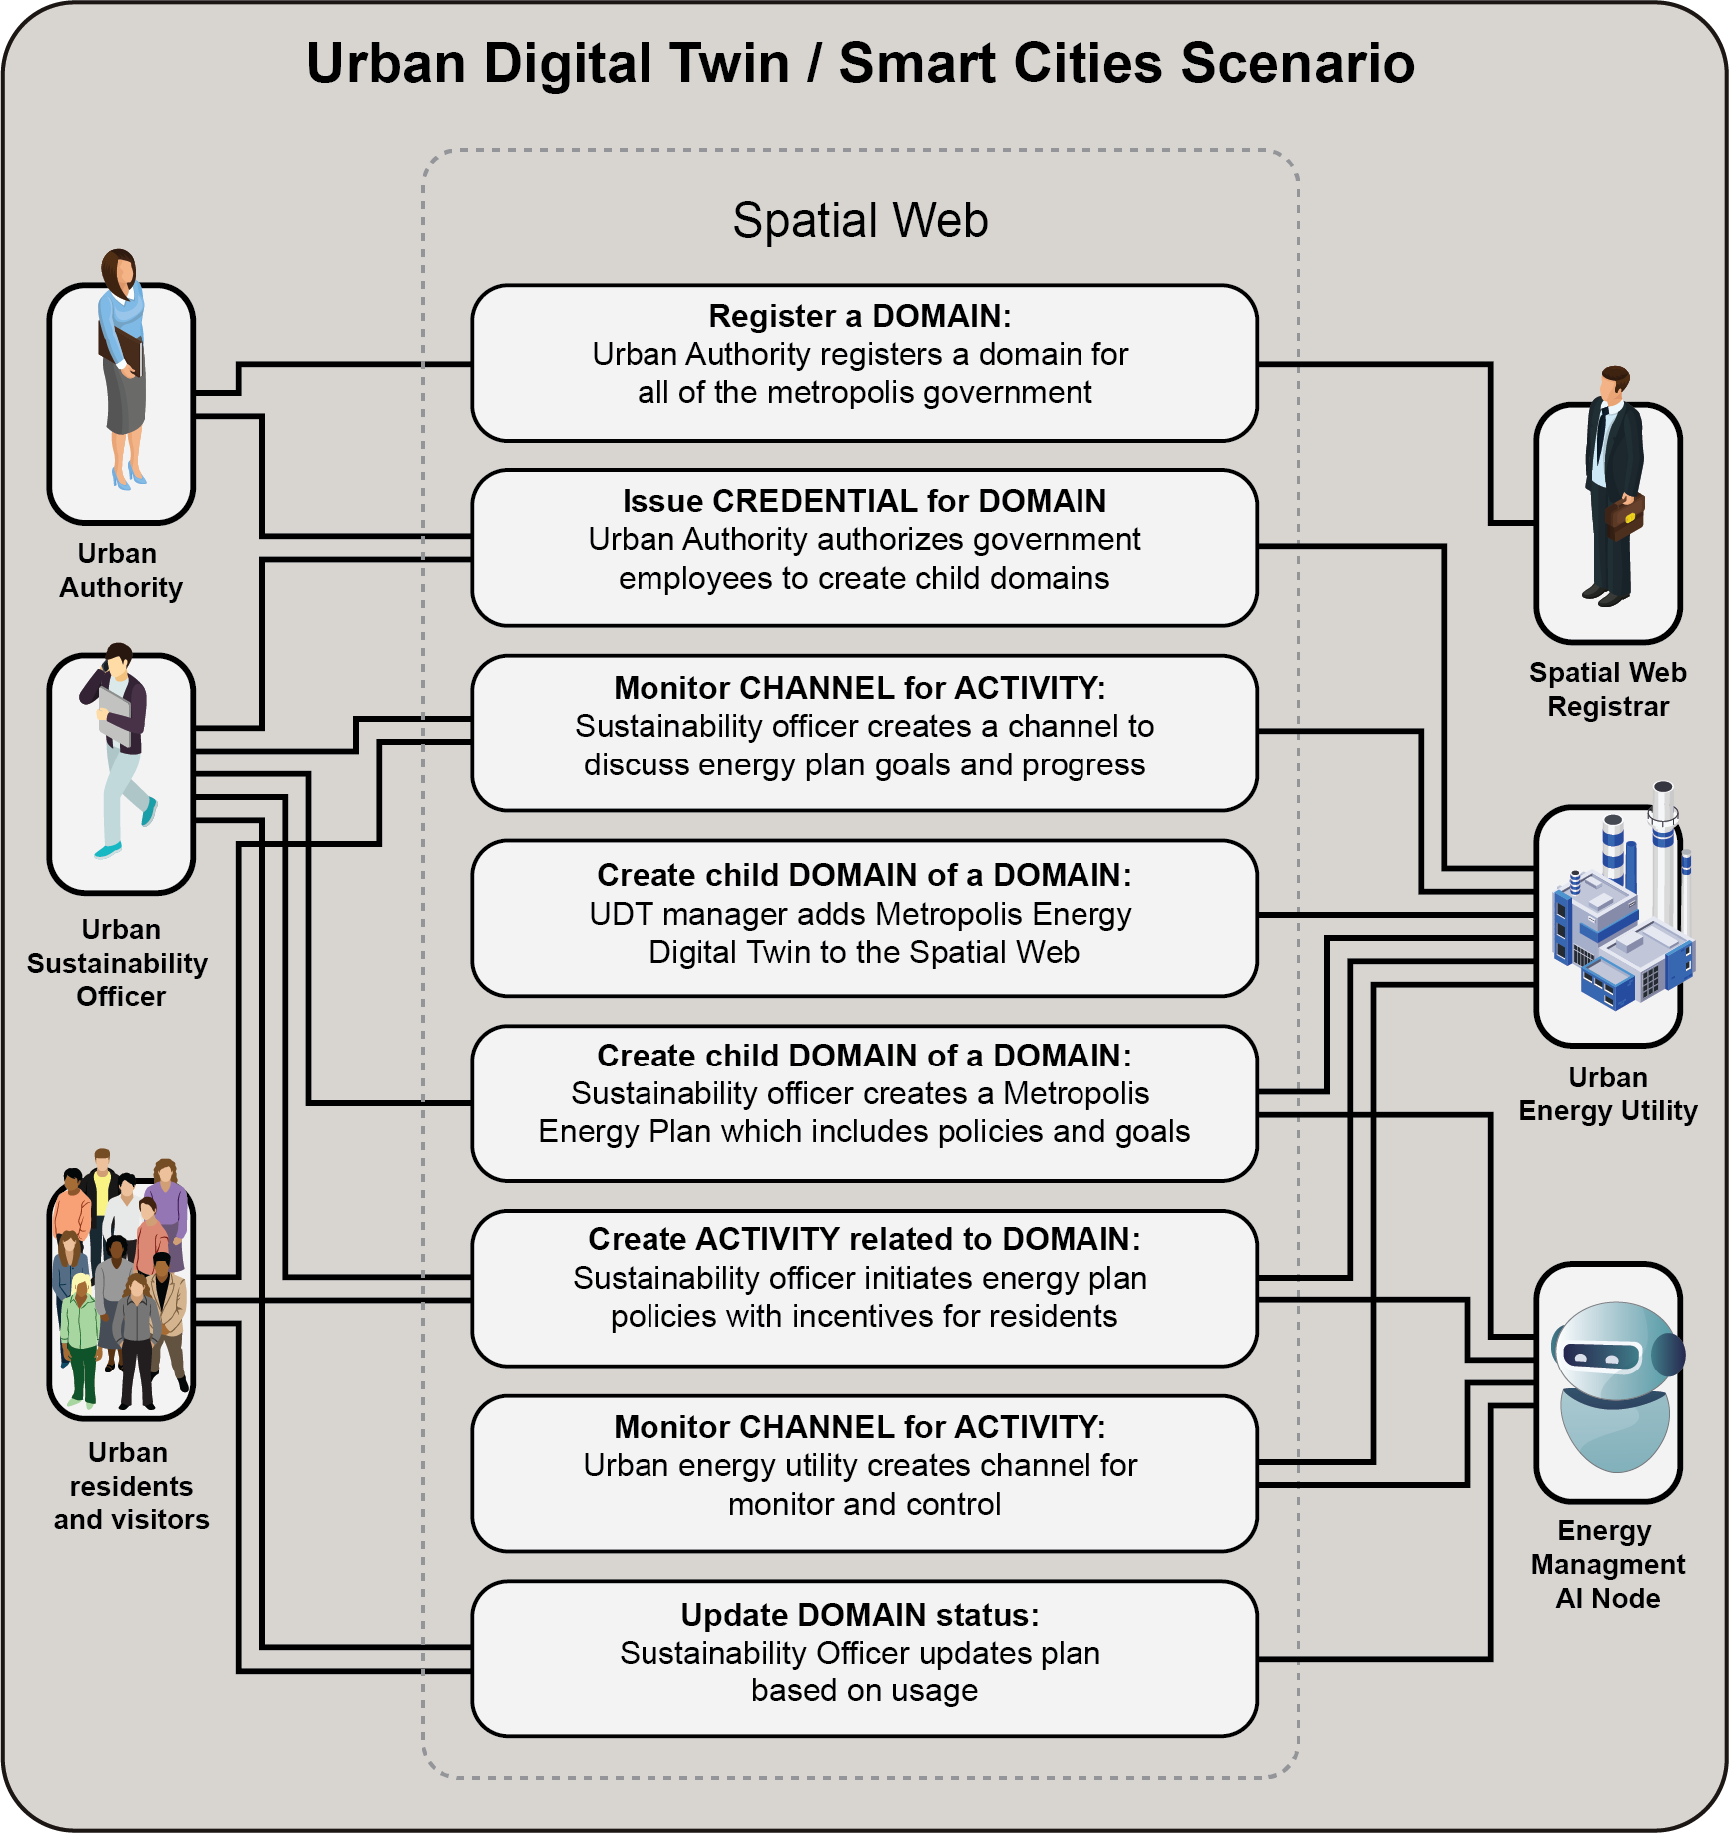 Urban Digital Twin / Smart Cities Scenario
Spatial Web
Register a DOMAIN:
Urban Authority registers a domain for
all of the metropolis government
Issue CREDENTIAL for DOMAIN
Urban Authority authorizes government
employees to create child domains
Monitor CHANNEL for ACTIVITY:
Sustainability officer creates a channel to
discuss energy plan goals and progress
Create child DOMAIN of a DOMAIN:
UDT manager adds Metropolis Energy
Digital Twin to the Spatial Web
Create child DOMAIN of a DOMAIN:
Sustainability officer creates a Metropolis
Energy Plan which includes policies and goals
Create ACTIVITY related to DOMAIN:
Sustainability officer initiates energy plan
policies with incentives for residents
Monitor CHANNEL for ACTIVITY:
Urban energy utility creates channel for
monitor and control
Update DOMAIN status:
Sustainability Officer updates plan
based on usage
Urban
Authority
Urban
Sustainability
Officer
Urban
residents
and visitors
Spatial Web
Registrar
Urban
Energy Utility
Energy
Managment
AI Node